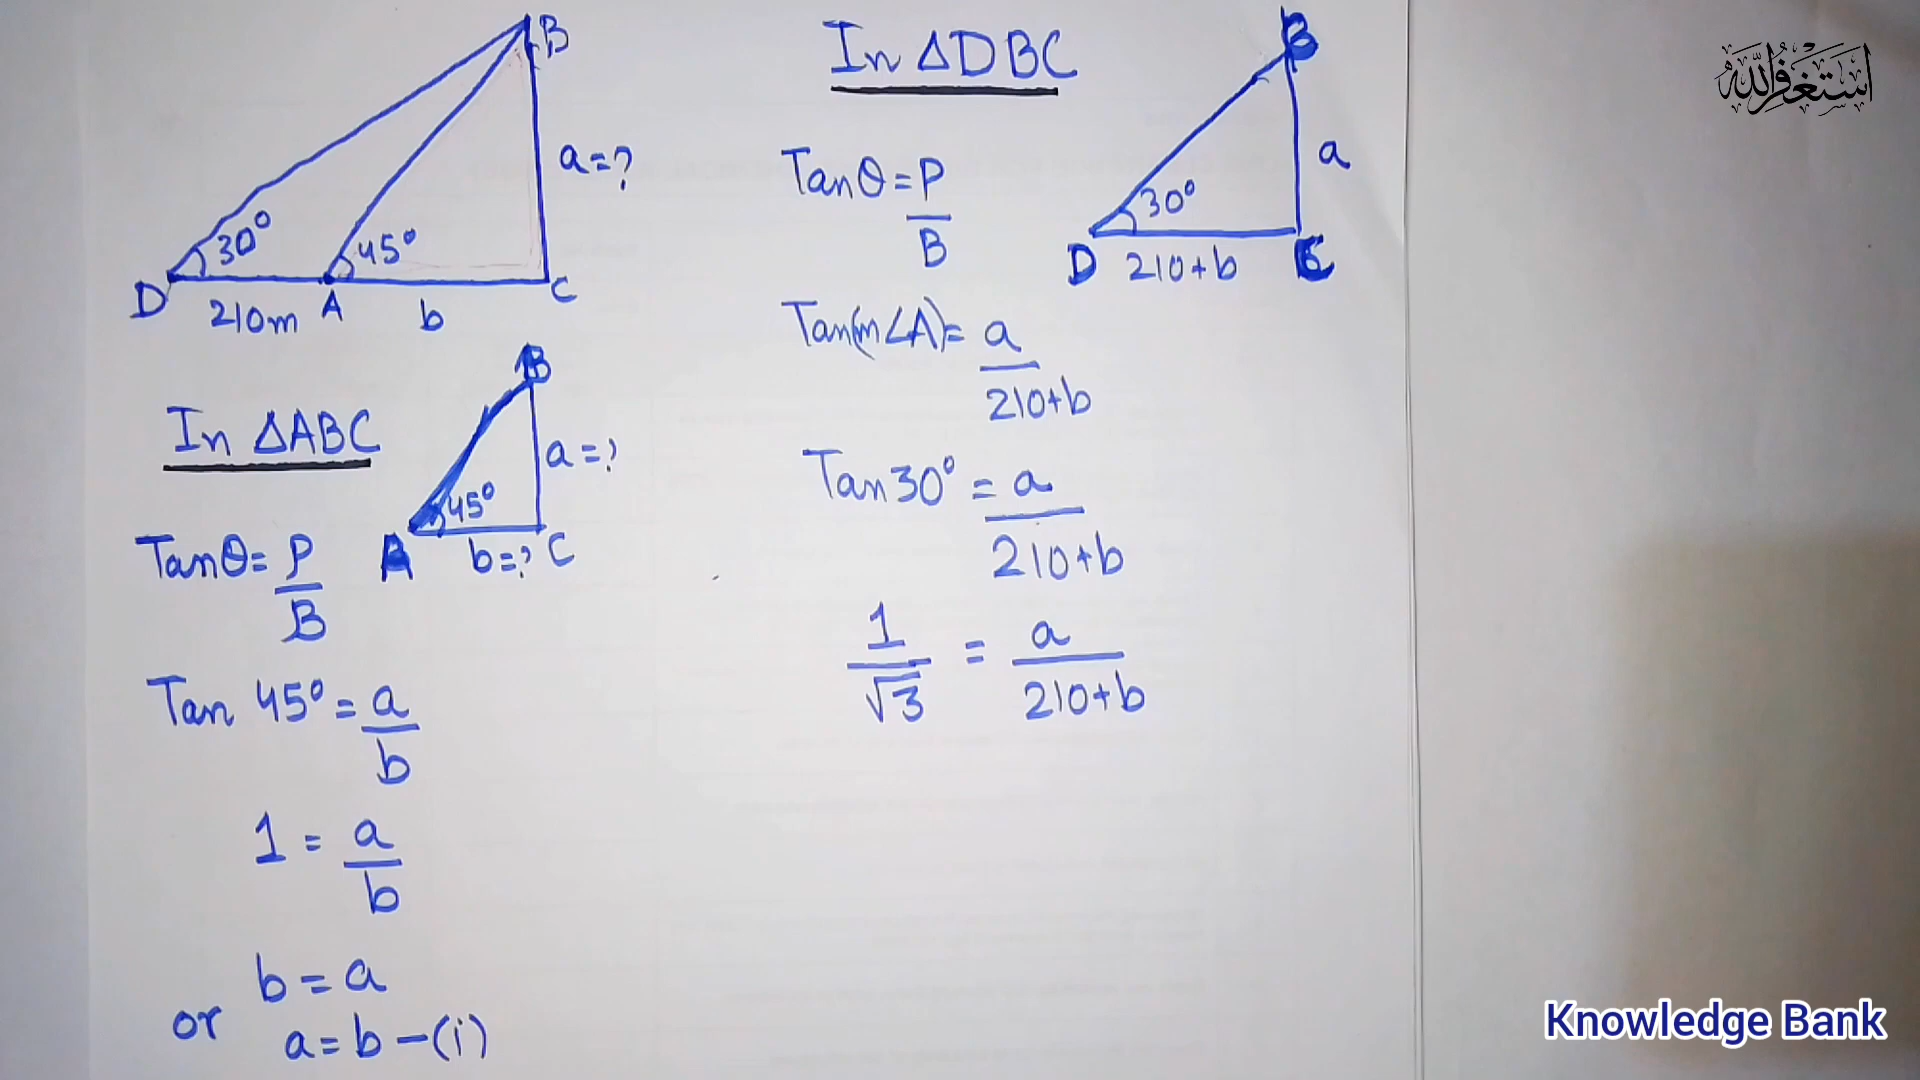 B
a=?
30°
45°
D
210m
A
b
C
In ΔABC
B
a=?
45°
A
b=?
C
Tanθ=P/B
Tan 45°=a/b
1=a/b
b=a
or a=b-(i)
In ΔDBC
B
a
30°
D
210+b
C
Tanθ=P/B
Tan(m∠A)=a/210+b
Tan30°=a/210+b
1/√3=a/210+b
أستغفر الله
Knowledge Bank